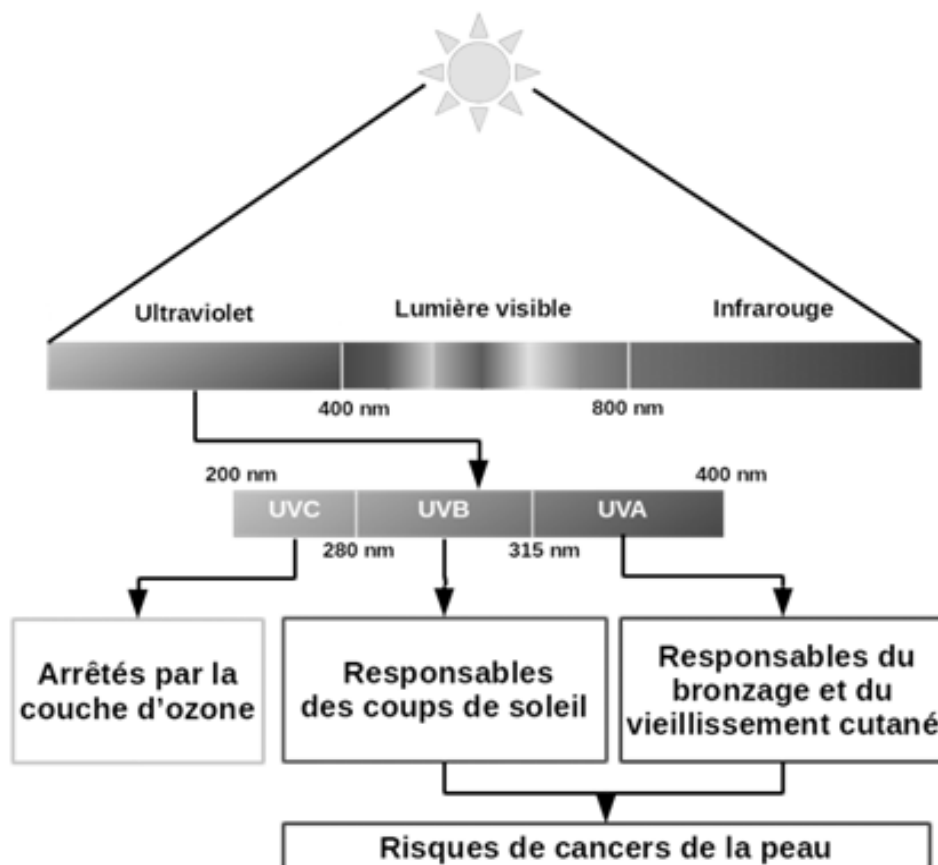 Ultraviolet
Lumière visible
Infrarouge
400 nm
800 nm
200 nm
400 nm
UVC
UVB
UVA
280 nm
315 nm
Arrêtés par la
couche d’ozone
Responsables
des coups de soleil
Responsables du
bronzage et du
vieillissement cutané
Risques de cancers de la peau